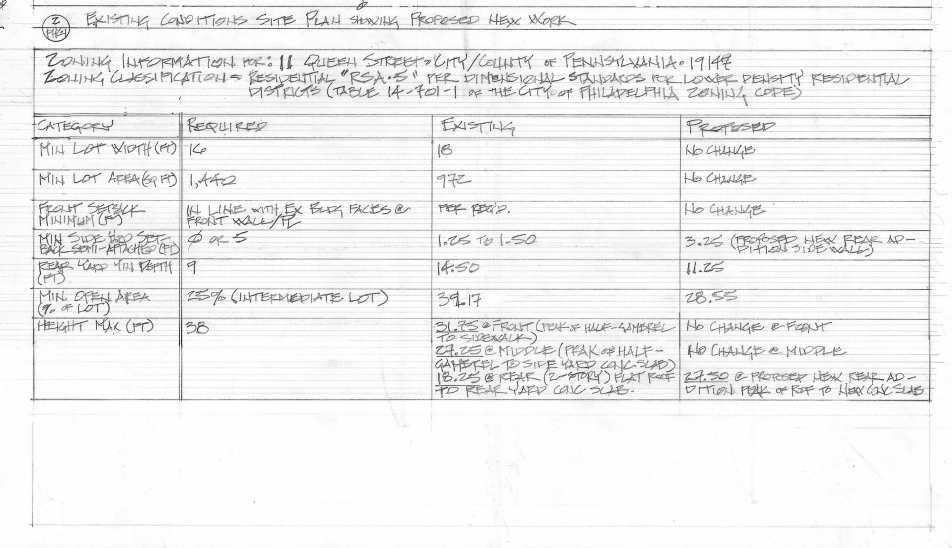 2 EXISTING CONDITIONS SITE PLAN SHOWING PROPOSED NEW WORK
ZONING INFORMATION FOR: 11 QUEEN STREET • CITY/COUNTY OF PENNSYLVANIA • 19147
ZONING CLASSIFICATION = RESIDENTIAL "RSA-5" PER DIMENSIONAL STANDARDS FOR LOWER DENSITY RESIDENTIAL
DISTRICTS (TABLE 14-701-1 OF THE CITY OF PHILADELPHIA ZONING CODE)
CATEGORY REQUIRED EXISTING PROPOSED
MIN LOT WIDTH (FT) 16 18 NO CHANGE
MIN LOT AREA (SQ FT) 1,440 972 NO CHANGE
FRONT SETBACK IN LINE WITH EX BLDG FACES @ PER REQ'D. NO CHANGE
MINIMUM (FT) FRONT WALL/PL
MIN SIDE YARD SET- Ø OR 5 1.25 TO 1.50 3.25 (PROPOSED NEW REAR AD-
BACK SEMI-ATTACHED (FT) DITION SIDE WALL)
REAR YARD MIN DEPTH 9 14.50 11.25
(FT)
MIN. OPEN AREA 25% (INTERMEDIATE LOT) 39.17 28.55
(% OF LOT)
HEIGHT MAX (FT) 38 31.75 @ FRONT (PEAK OF HALF-GAMBREL NO CHANGE @ FRONT
TO SIDEWALK)
27.25 @ MIDDLE (PEAK OF HALF- NO CHANGE @ MIDDLE
GAMBREL TO SIDE YARD CONC SLAB)
18.25 @ REAR (2-STORY) FLAT ROOF 27.50 @ PROPOSED NEW REAR AD-
TO REAR YARD CONC SLAB. DITION PEAK OF ROOF TO NEW CONC SLAB